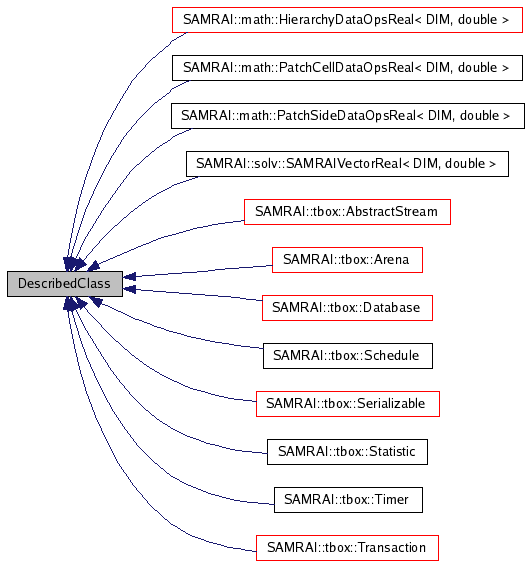 SAMRAI::math::HierarchyDataOpsReal< DIM, double >
SAMRAI::math::PatchCellDataOpsReal< DIM, double >
SAMRAI::math::PatchSideDataOpsReal< DIM, double >
SAMRAI::solv::SAMRAIVectorReal< DIM, double >
SAMRAI::tbox::AbstractStream
SAMRAI::tbox::Arena
DescribedClass
SAMRAI::tbox::Database
SAMRAI::tbox::Schedule
SAMRAI::tbox::Serializable
SAMRAI::tbox::Statistic
SAMRAI::tbox::Timer
SAMRAI::tbox::Transaction